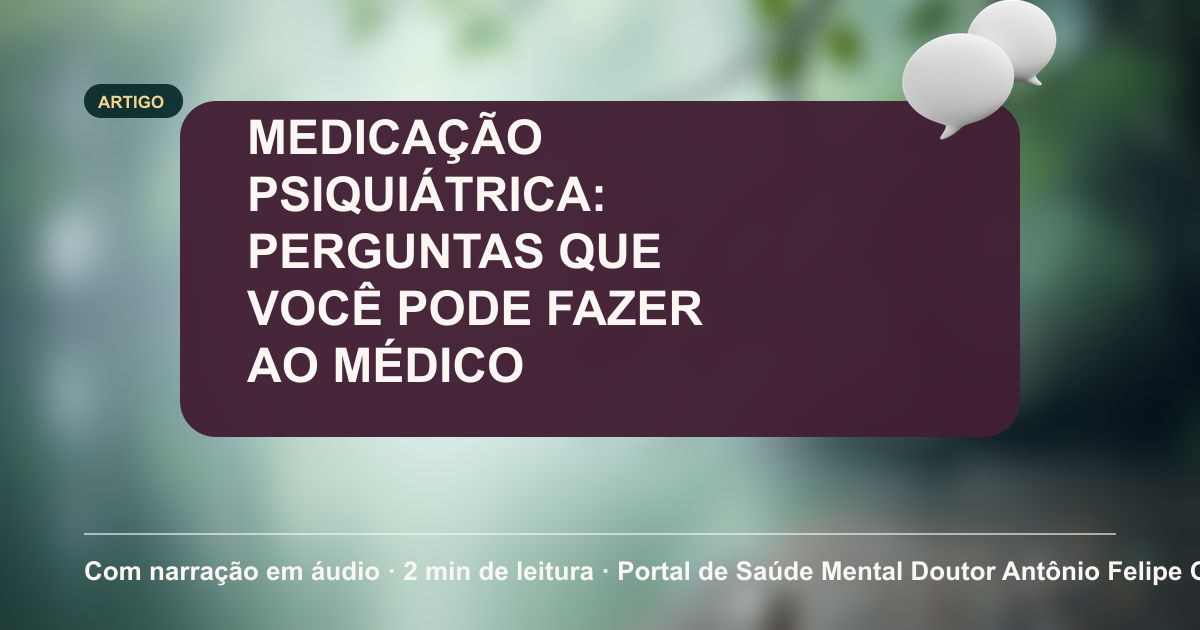 ARTIGO
MEDICAÇÃO
PSIQUIÁTRICA:
PERGUNTAS QUE
VOCÊ PODE FAZER
AO MÉDICO
Com narração em áudio · 2 min de leitura · Portal de Saúde Mental Doutor Antônio Felipe